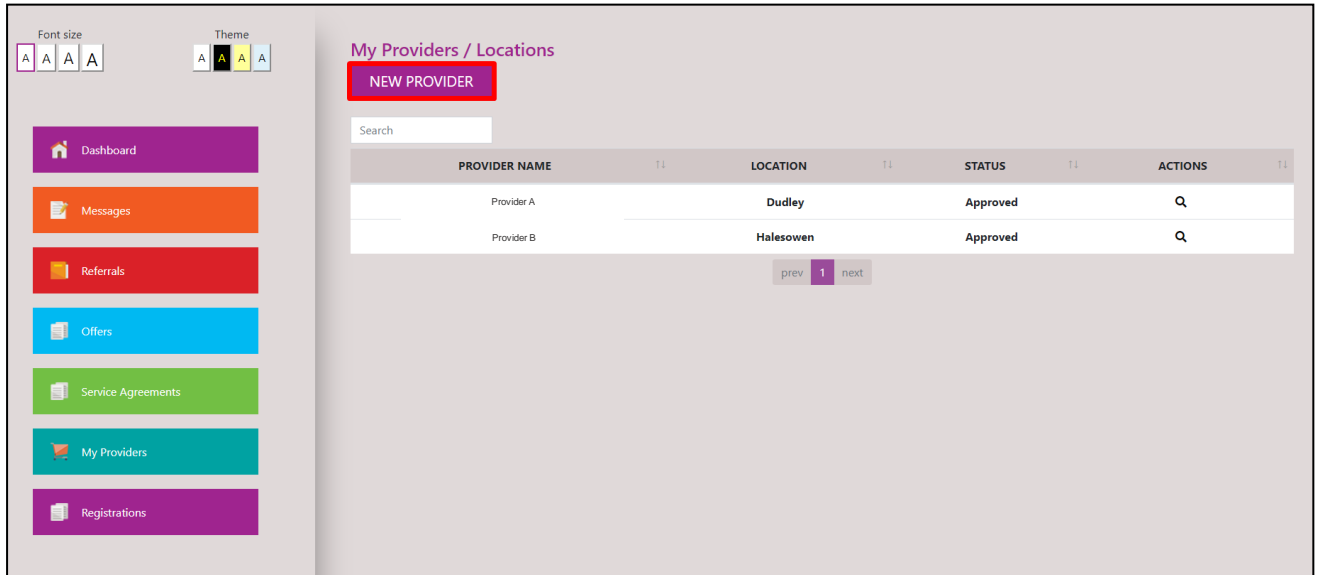 Font size
Theme
A A A A
A A A A
Dashboard
Messages
Referrals
Offers
Service Agreements
My Providers
Registrations
My Providers / Locations
NEW PROVIDER
Search
PROVIDER NAME ↑↓ LOCATION ↑↓ STATUS ↑↓ ACTIONS ↑↓
Provider A Dudley Approved
Provider B Halesowen Approved
prev 1 next